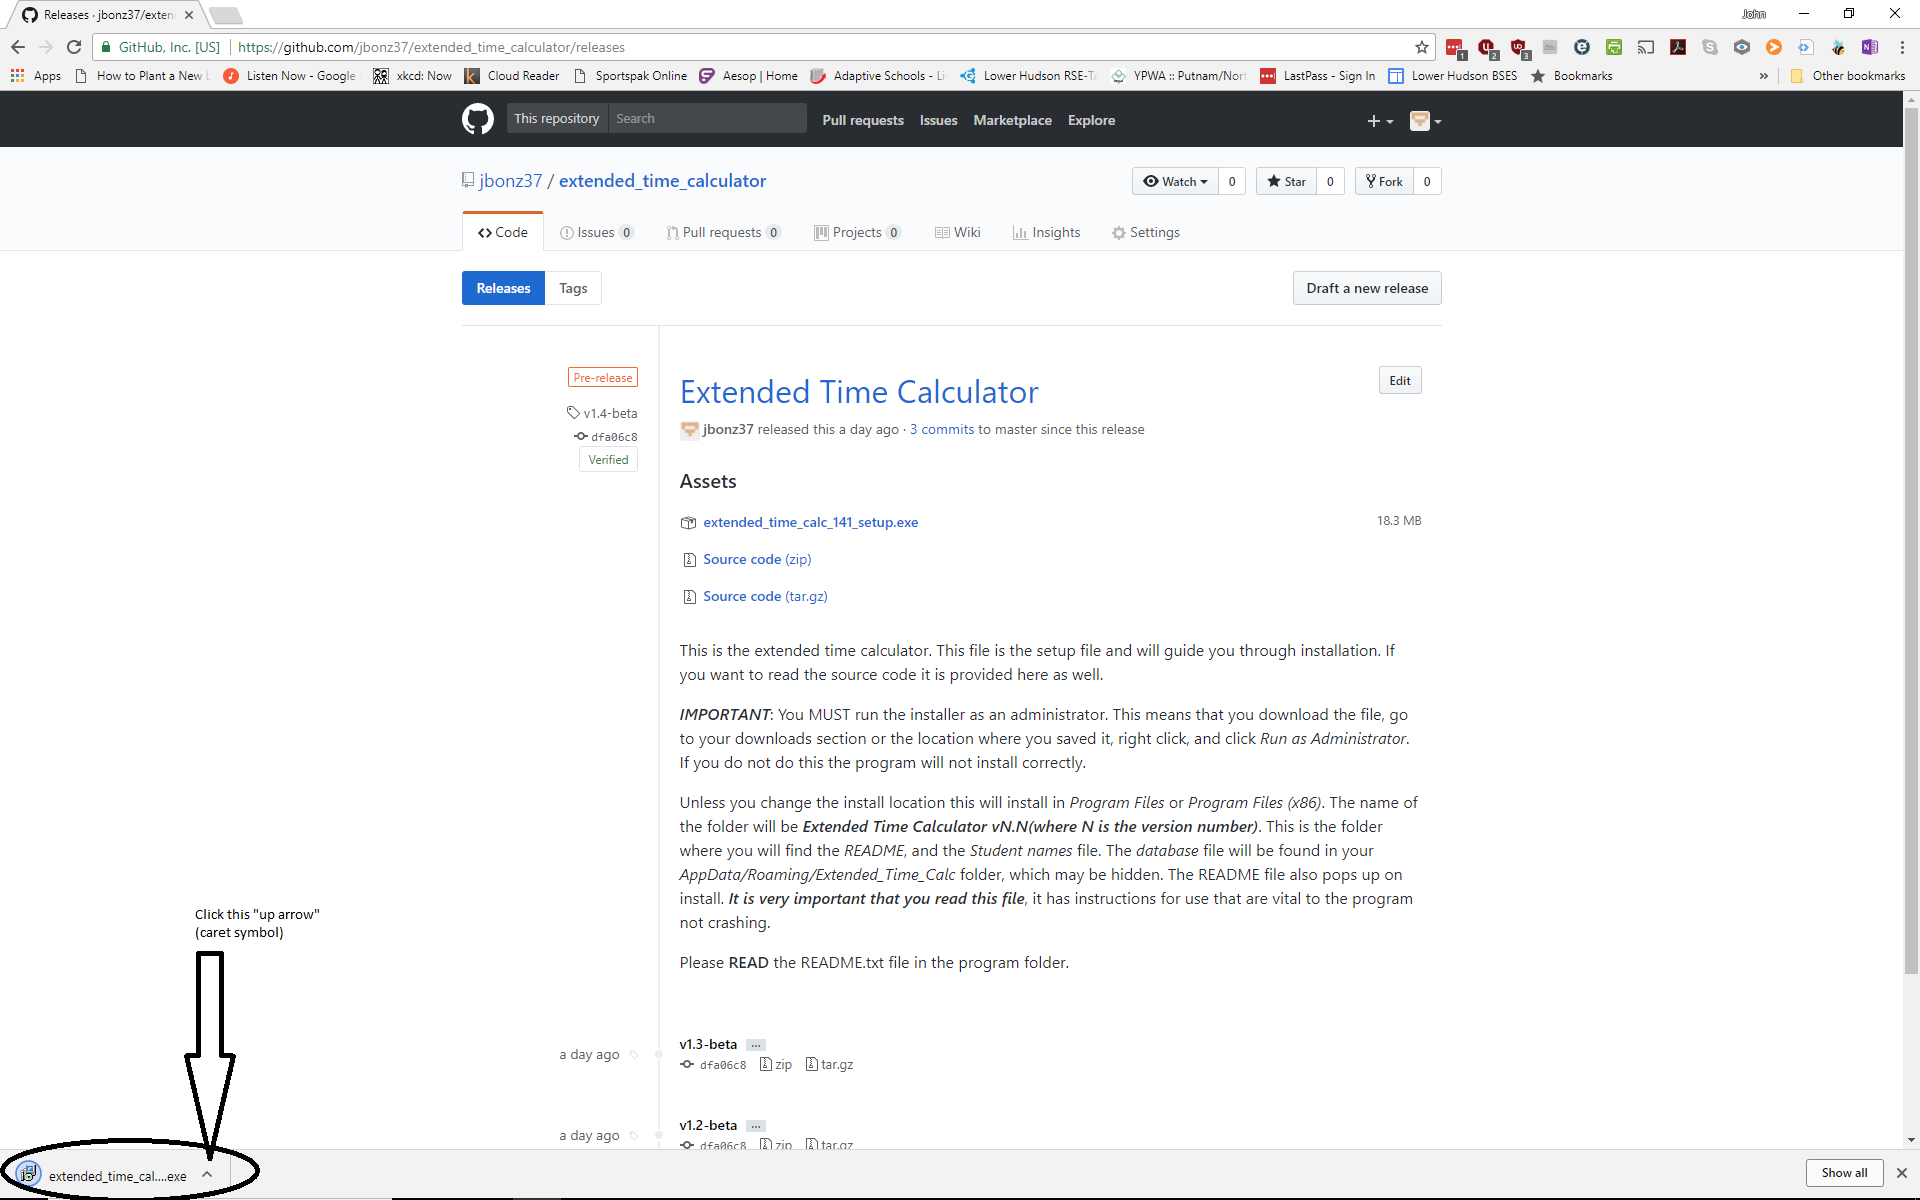 Releases · jbonz37/exten
John
GitHub, Inc. [US]
https://github.com/jbonz37/extended_time_calculator/releases
1
2
3
Apps
How to Plant a New L
Listen Now - Google
xkcd: Now
Cloud Reader
Sportspak Online
Aesop | Home
Adaptive Schools - Li
Lower Hudson RSE-TA
YPWA :: Putnam/Nort
LastPass - Sign In
Lower Hudson BSES
Bookmarks
»
Other bookmarks
This repository
Search
Pull requests
Issues
Marketplace
Explore
jbonz37 / extended_time_calculator
Watch
0
Star
0
Fork
0
Code
Issues 0
Pull requests 0
Projects 0
Wiki
Insights
Settings
Releases
Tags
Draft a new release
Pre-release
v1.4-beta
dfa06c8
Verified
Extended Time Calculator
Edit
jbonz37 released this a day ago · 3 commits to master since this release
Assets
extended_time_calc_141_setup.exe
18.3 MB
Source code (zip)
Source code (tar.gz)
This is the extended time calculator. This file is the setup file and will guide you through installation. If
you want to read the source code it is provided here as well.
IMPORTANT: You MUST run the installer as an administrator. This means that you download the file, go
to your downloads section or the location where you saved it, right click, and click Run as Administrator.
If you do not do this the program will not install correctly.
Unless you change the install location this will install in Program Files or Program Files (x86). The name of
the folder will be Extended Time Calculator vN.N(where N is the version number). This is the folder
where you will find the README, and the Student names file. The database file will be found in your
AppData/Roaming/Extended_Time_Calc folder, which may be hidden. The README file also pops up on
install. It is very important that you read this file, it has instructions for use that are vital to the program
not crashing.
Please READ the README.txt file in the program folder.
Click this "up arrow"
(caret symbol)
a day ago
v1.3-beta ...
dfa06c8 zip tar.gz
a day ago
v1.2-beta ...
dfa06c8 zip tar.gz
extended_time_cal....exe
Show all